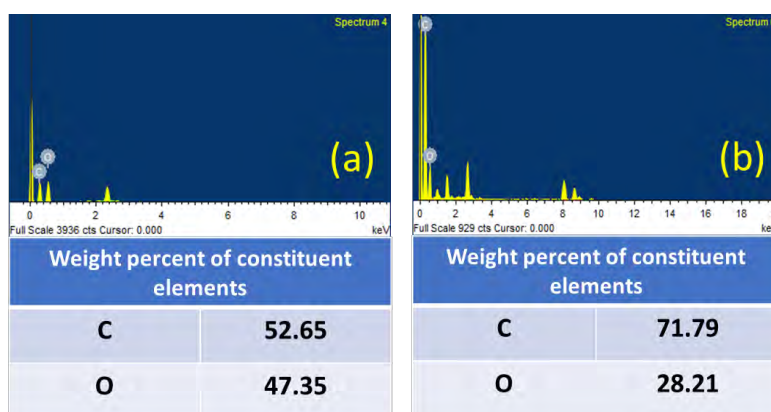 Spectrum 4
C
O
(a)
0 2 4 6 8 10
Full Scale 3936 cts Cursor: 0.000 keV
Weight percent of constituent
elements
C 52.65
O 47.35
Spectrum
C
O
(b)
0 2 4 6 8 10 12 14 16 18
Full Scale 929 cts Cursor: 0.000
Weight percent of constituent
elements
C 71.79
O 28.21